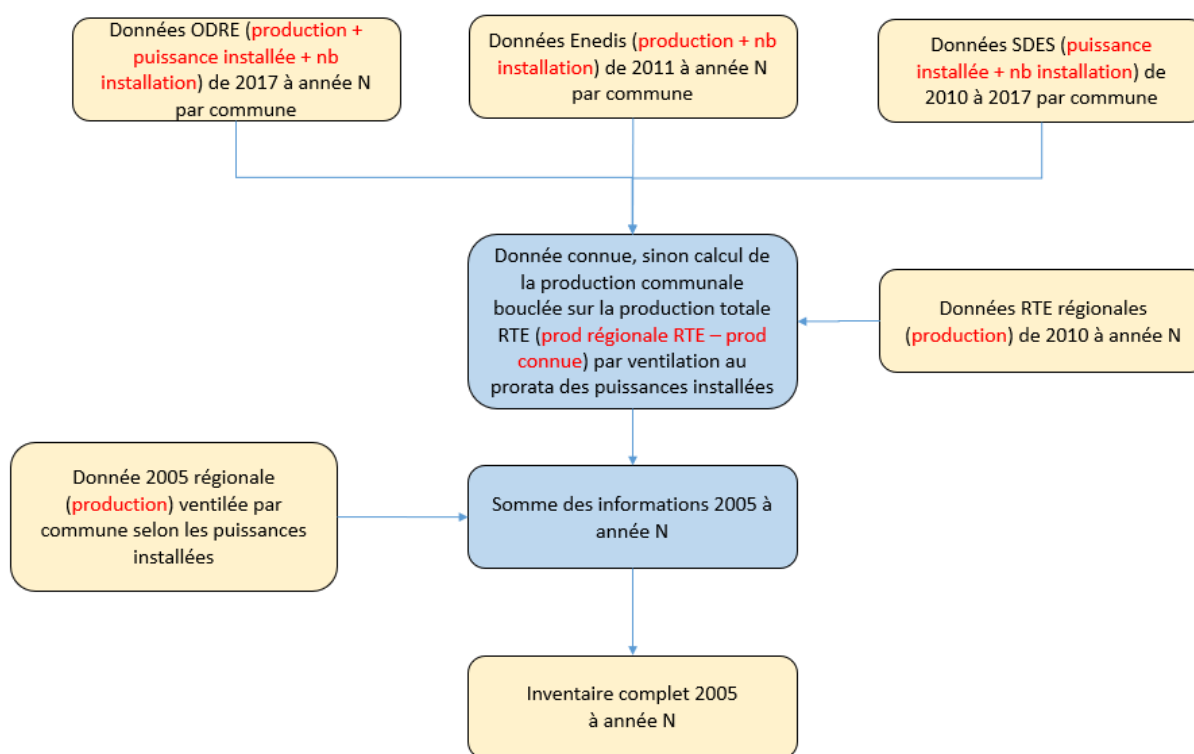 Données ODRE (production +
puissance installée + nb
installation) de 2017 à année N
par commune
Données Enedis (production + nb
installation) de 2011 à année N
par commune
Données SDES (puissance
installée + nb installation) de
2010 à 2017 par commune
Donnée connue, sinon calcul de
la production communale
bouclée sur la production totale
RTE (prod régionale RTE – prod
connue) par ventilation au
prorata des puissances installées
Données RTE régionales
(production) de 2010 à année N
Donnée 2005 régionale
(production) ventilée par
commune selon les puissances
installées
Somme des informations 2005 à
année N
Inventaire complet 2005
à année N